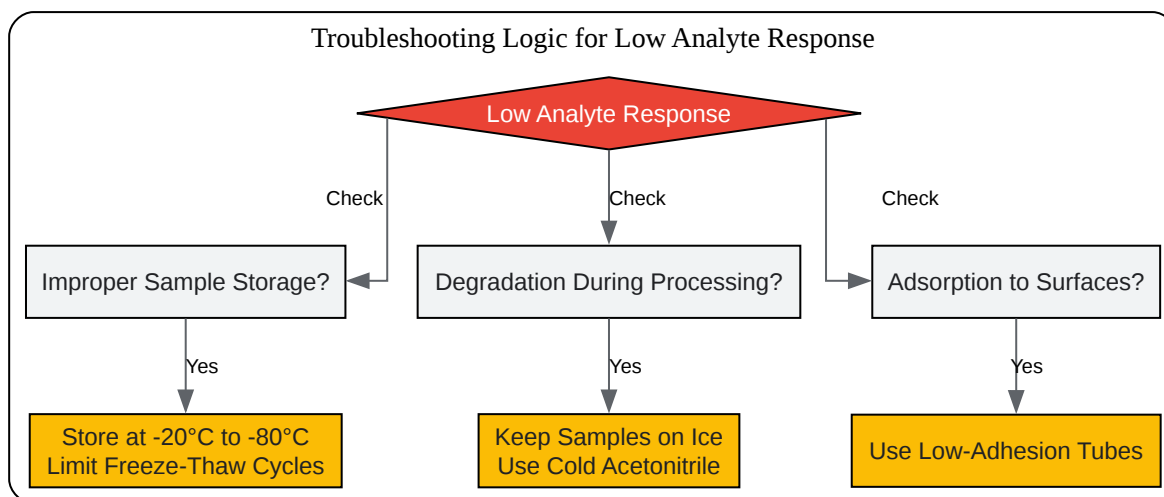 Troubleshooting Logic for Low Analyte Response
Low Analyte Response
Check
Check
Check
Improper Sample Storage?
Degradation During Processing?
Adsorption to Surfaces?
Yes
Yes
Yes
Store at -20°C to -80°C
Limit Freeze-Thaw Cycles
Keep Samples on Ice
Use Cold Acetonitrile
Use Low-Adhesion Tubes